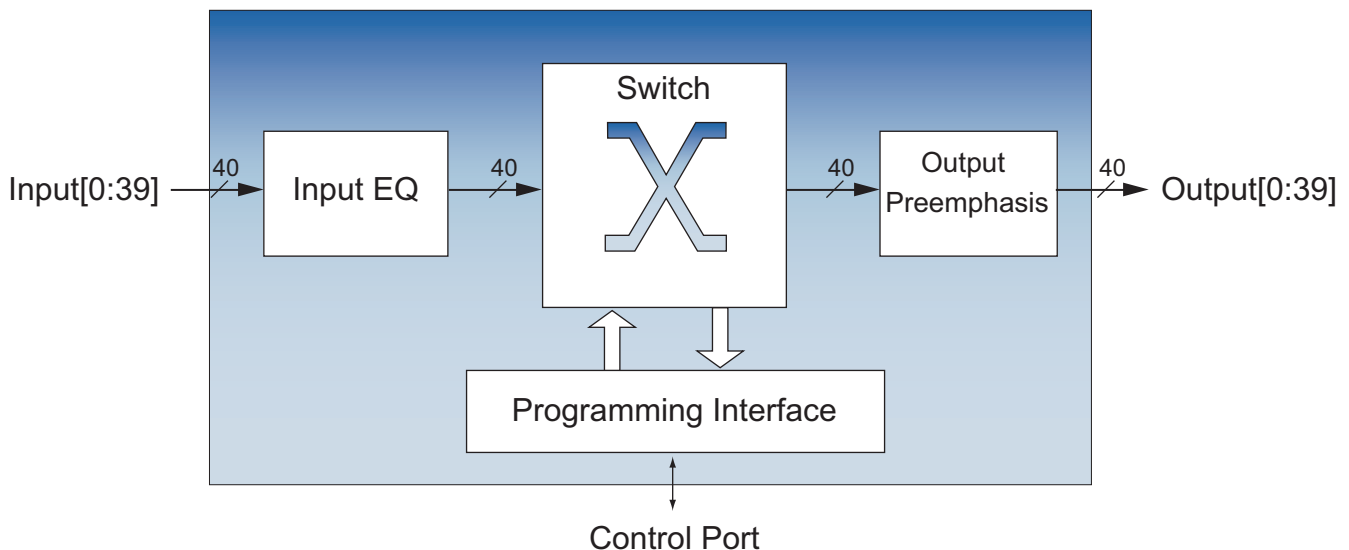 Switch
40
40
40
40
Input[0:39]
Input EQ
Output
Preemphasis
Output[0:39]
Programming Interface
Control Port